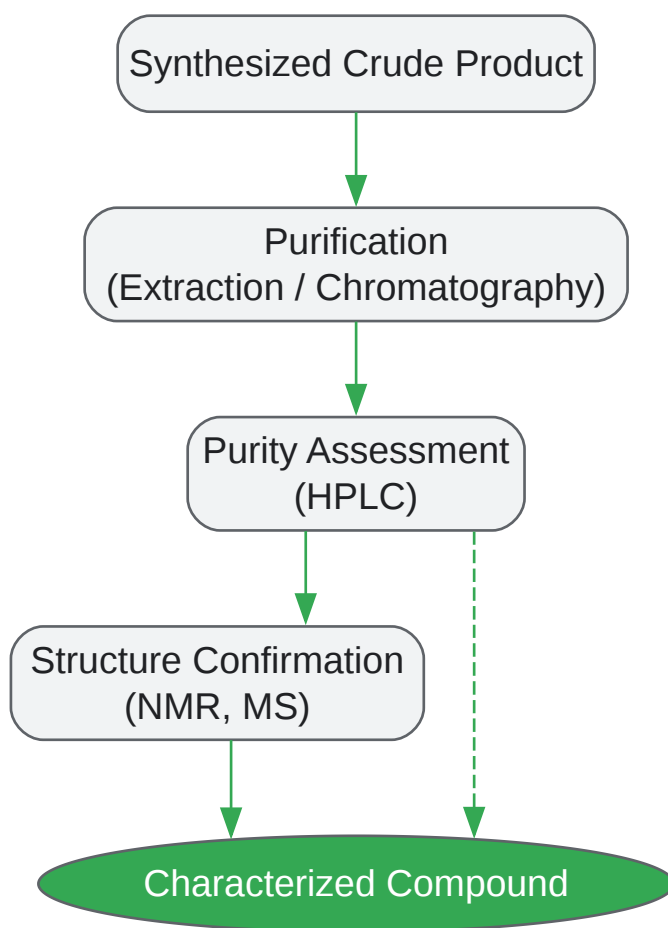 Synthesized Crude Product
Purification
(Extraction / Chromatography)
Purity Assessment
(HPLC)
Structure Confirmation
(NMR, MS)
Characterized Compound